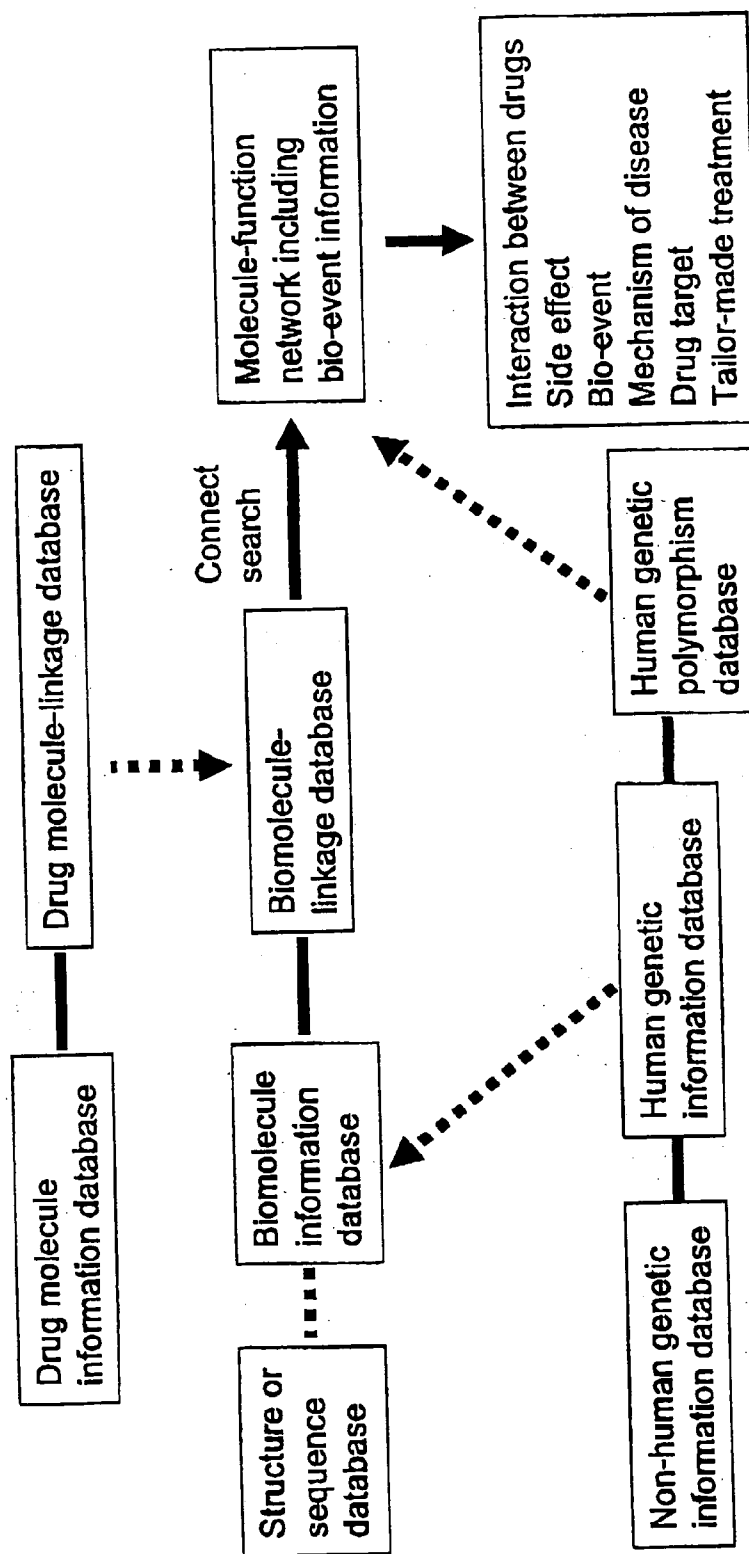 Drug molecule
information database
Drug molecule-linkage database
Structure or
sequence
database
Biomolecule
information
database
Biomolecule-
linkage database
Connect
search
Molecule-function
network including
bio-event information
Interaction between drugs
Side effect
Bio-event
Mechanism of disease
Drug target
Tailor-made treatment
Non-human genetic
information database
Human genetic
information database
Human genetic
polymorphism
database